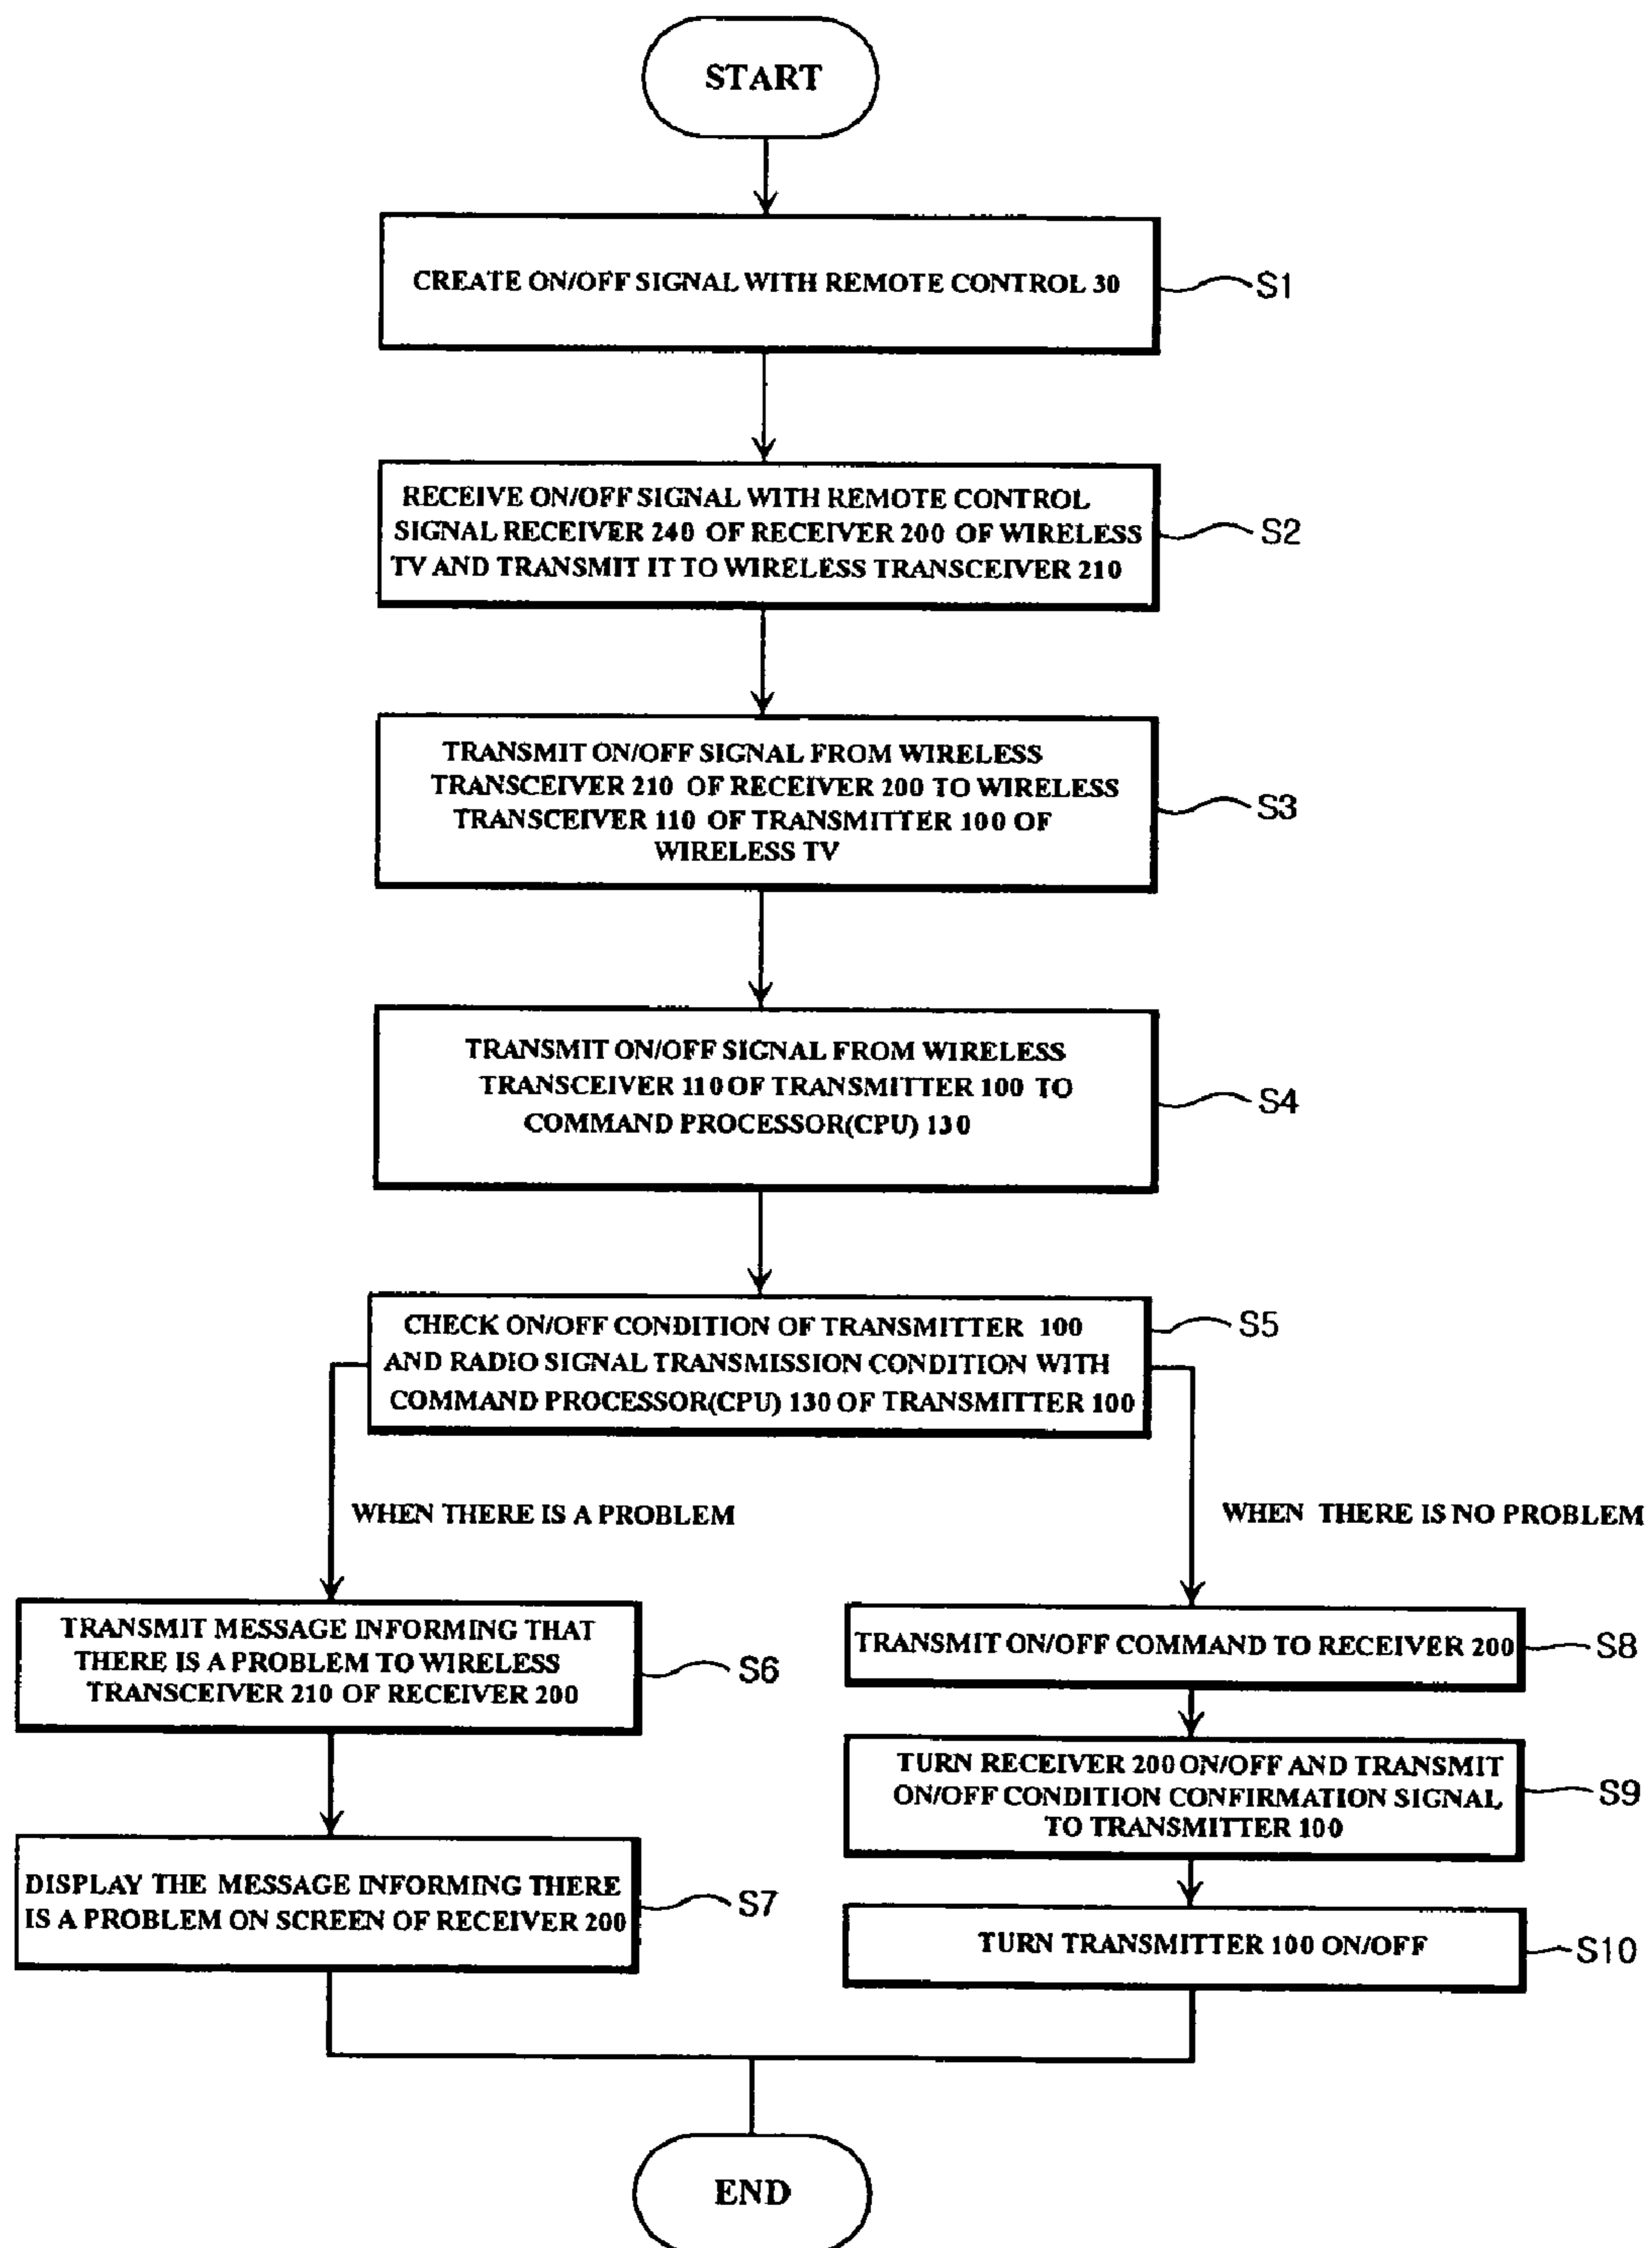 START
CREATE ON/OFF SIGNAL WITH REMOTE CONTROL 30
S1
RECEIVE ON/OFF SIGNAL WITH REMOTE CONTROL
SIGNAL RECEIVER 240 OF RECEIVER 200 OF WIRELESS
TV AND TRANSMIT IT TO WIRELESS TRANSCEIVER 210
S2
TRANSMIT ON/OFF SIGNAL FROM WIRELESS
TRANSCEIVER 210 OF RECEIVER 200 TO WIRELESS
TRANSCEIVER 110 OF TRANSMITTER 100 OF
WIRELESS TV
S3
TRANSMIT ON/OFF SIGNAL FROM WIRELESS
TRANSCEIVER 110 OF TRANSMITTER 100 TO
COMMAND PROCESSOR(CPU) 130
S4
CHECK ON/OFF CONDITION OF TRANSMITTER 100
AND RADIO SIGNAL TRANSMISSION CONDITION WITH
COMMAND PROCESSOR(CPU) 130 OF TRANSMITTER 100
S5
WHEN THERE IS A PROBLEM
WHEN THERE IS NO PROBLEM
TRANSMIT MESSAGE INFORMING THAT
THERE IS A PROBLEM TO WIRELESS
TRANSCEIVER 210 OF RECEIVER 200
S6
DISPLAY THE MESSAGE INFORMING THERE
IS A PROBLEM ON SCREEN OF RECEIVER 200
S7
TRANSMIT ON/OFF COMMAND TO RECEIVER 200
S8
TURN RECEIVER 200 ON/OFF AND TRANSMIT
ON/OFF CONDITION CONFIRMATION SIGNAL
TO TRANSMITTER 100
S9
TURN TRANSMITTER 100 ON/OFF
S10
END